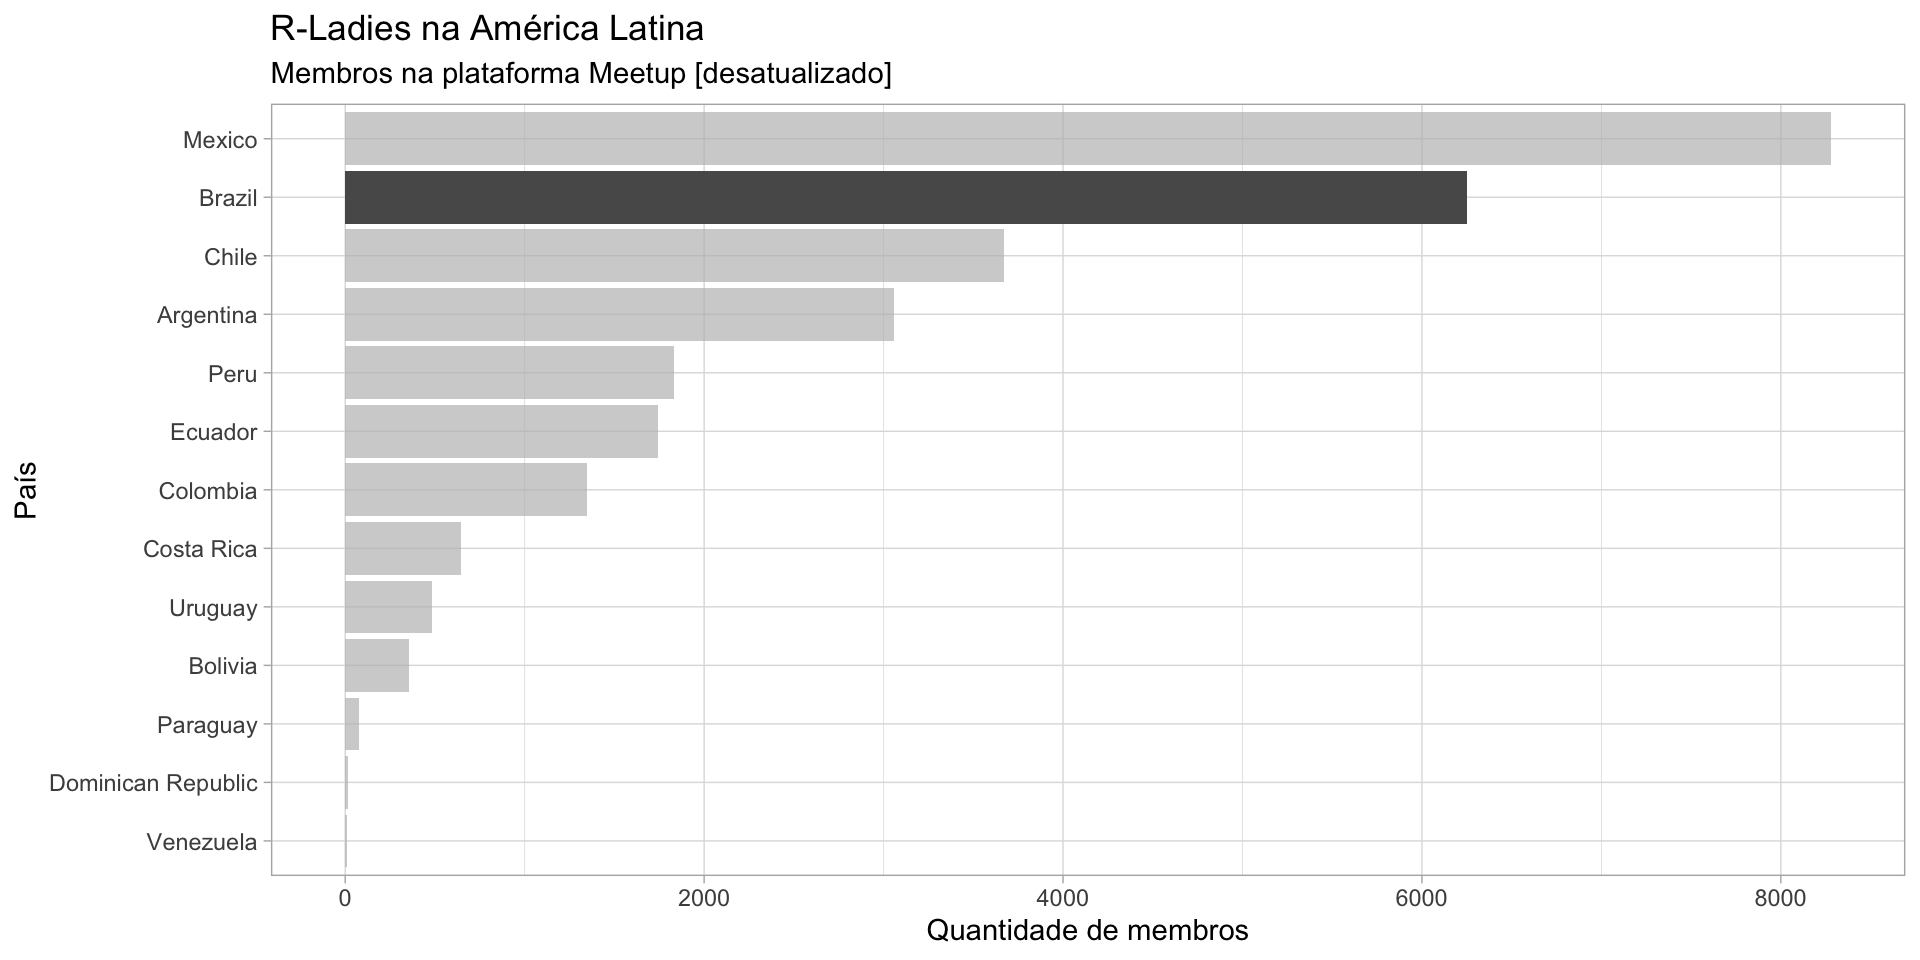 R-Ladies na América Latina
Membros na plataforma Meetup [desatualizado]
País
Mexico
Brazil
Chile
Argentina
Peru
Ecuador
Colombia
Costa Rica
Uruguay
Bolivia
Paraguay
Dominican Republic
Venezuela
0 2000 4000 6000 8000
Quantidade de membros